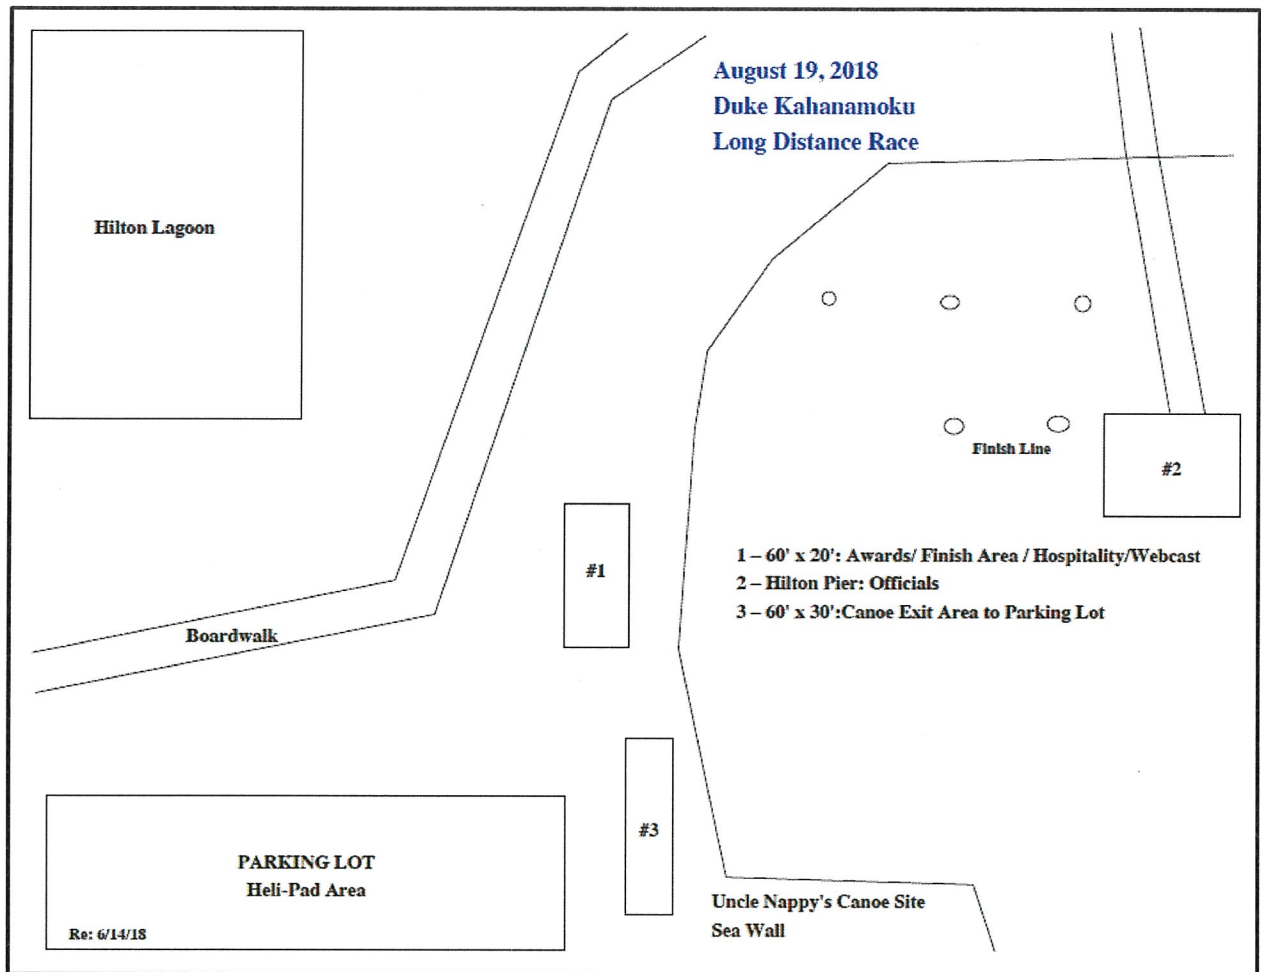 August 19, 2018
Duke Kahanamoku
Long Distance Race
Hilton Lagoon
Finish Line
#2
#1
1 – 60' x 20': Awards/ Finish Area / Hospitality/Webcast
2 – Hilton Pier: Officials
3 – 60' x 30':Canoe Exit Area to Parking Lot
Boardwalk
#3
PARKING LOT
Heli-Pad Area
Re: 6/14/18
Uncle Nappy's Canoe Site
Sea Wall